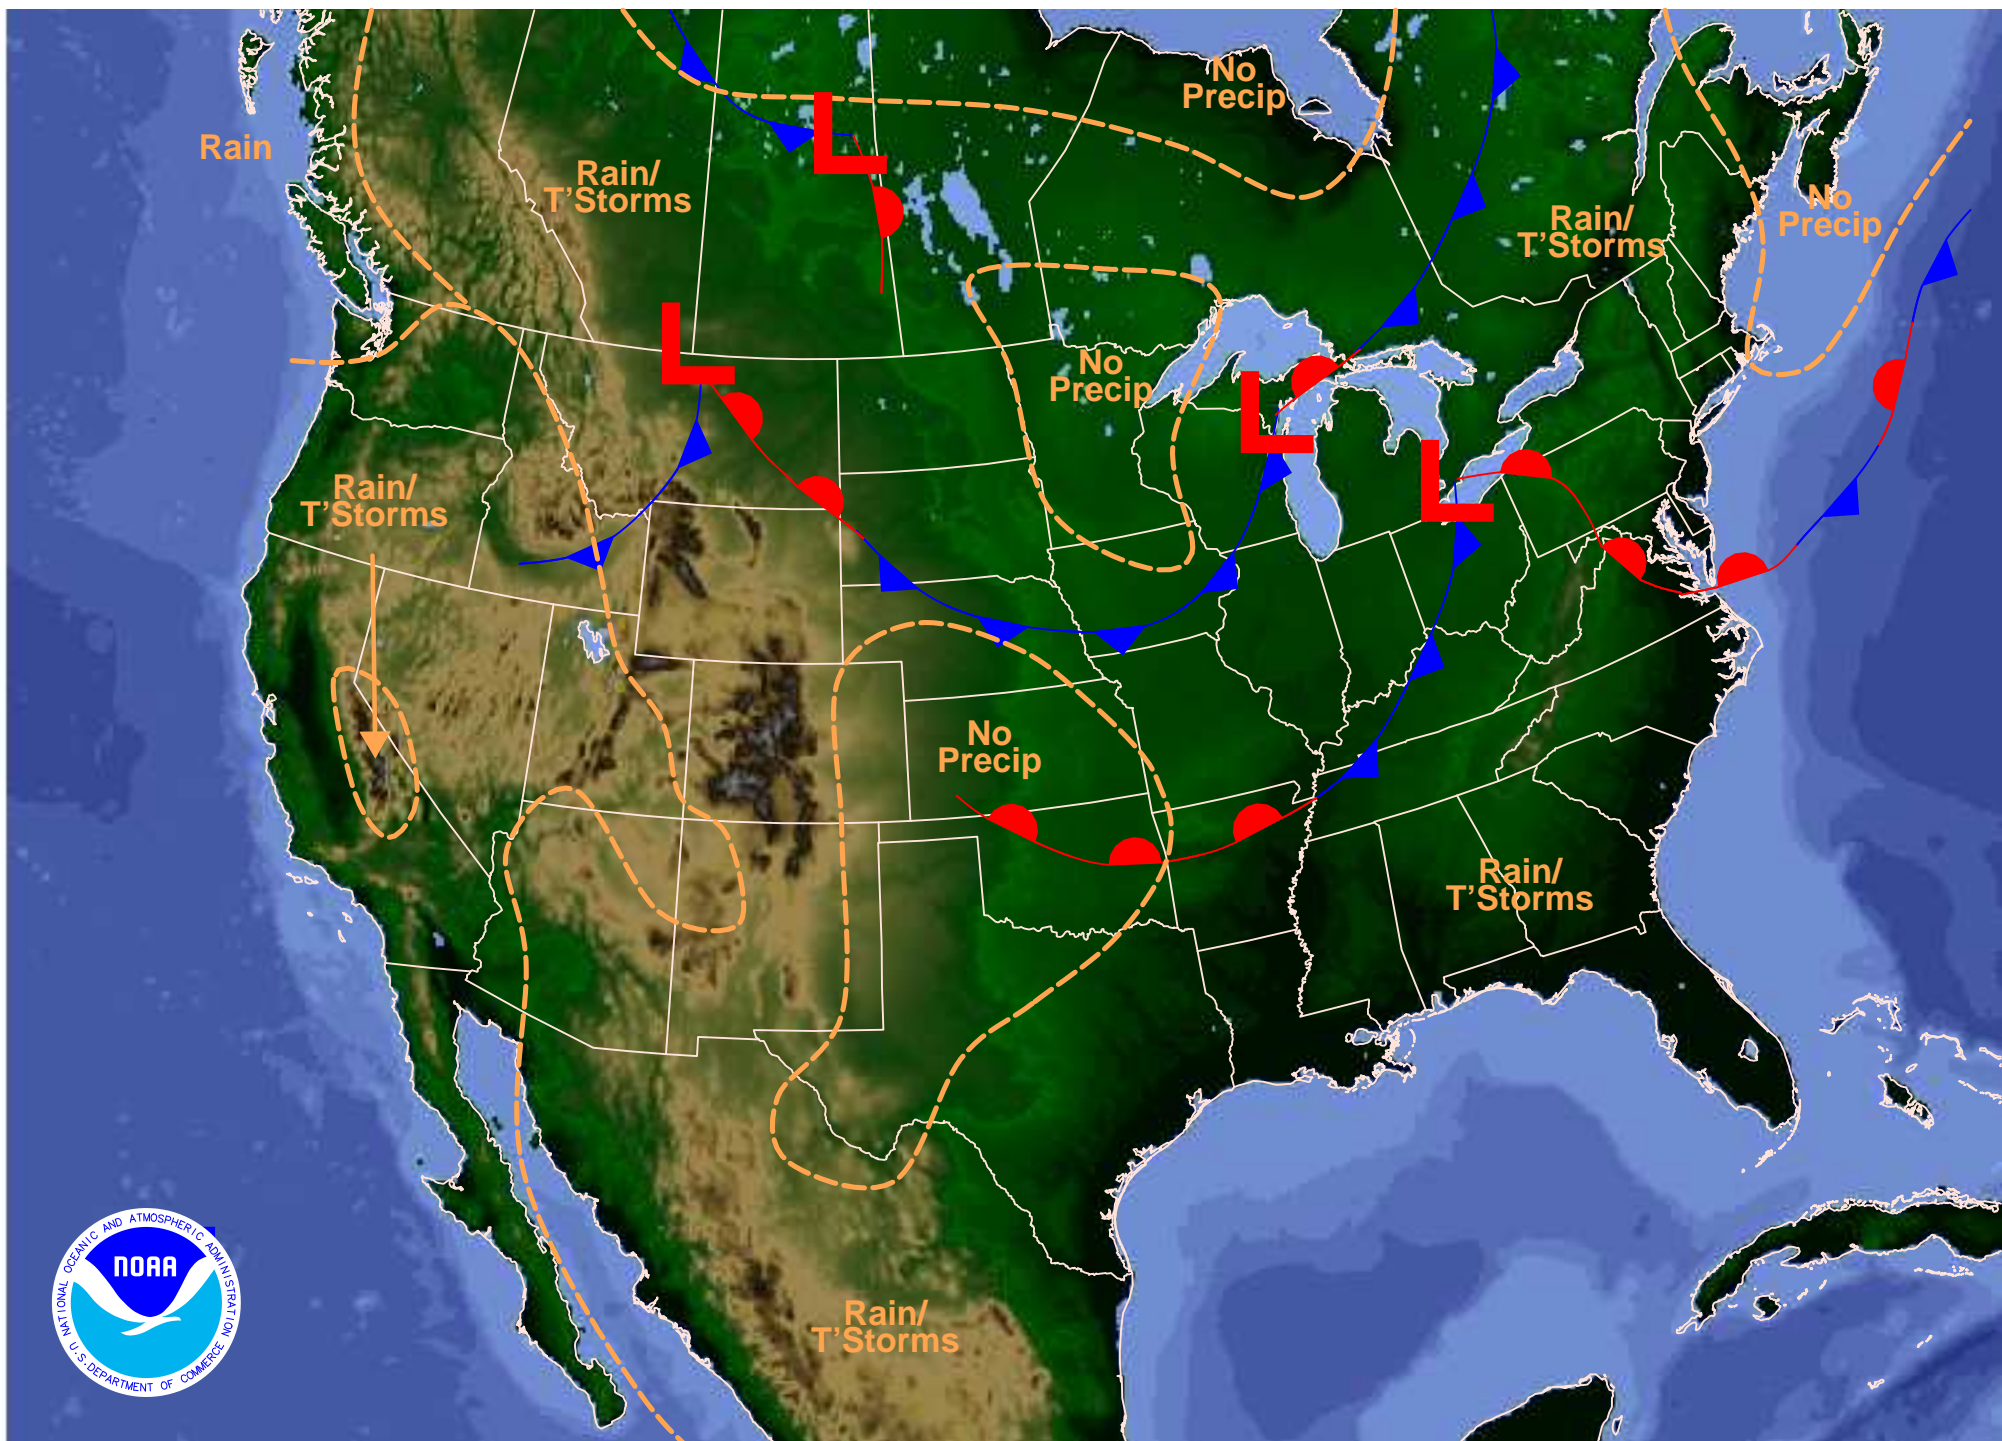 No
Precip
Rain
Rain/
T'Storms
No
Precip
Rain/
T'Storms
No
Precip
L
L
L
L
Rain/
T'Storms
No
Precip
Rain/
T'Storms
Rain/
T'Storms
NATIONAL OCEANIC AND ATMOSPHERIC ADMINISTRATION
NOAA
U.S. DEPARTMENT OF COMMERCE